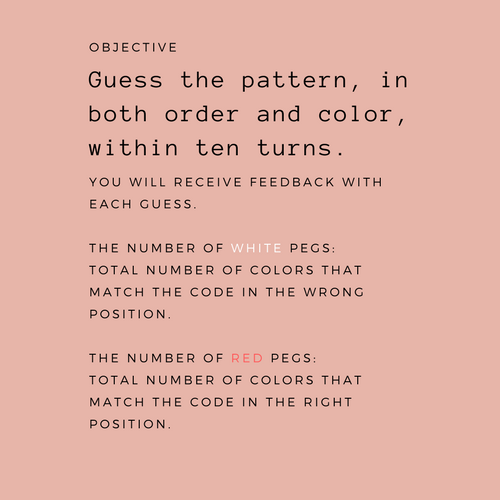 OBJECTIVE
Guess the pattern, in
both order and color,
within ten turns.
YOU WILL RECEIVE FEEDBACK WITH
EACH GUESS.
THE NUMBER OF WHITE PEGS:
TOTAL NUMBER OF COLORS THAT
MATCH THE CODE IN THE WRONG
POSITION.
THE NUMBER OF RED PEGS:
TOTAL NUMBER OF COLORS THAT
MATCH THE CODE IN THE RIGHT
POSITION.